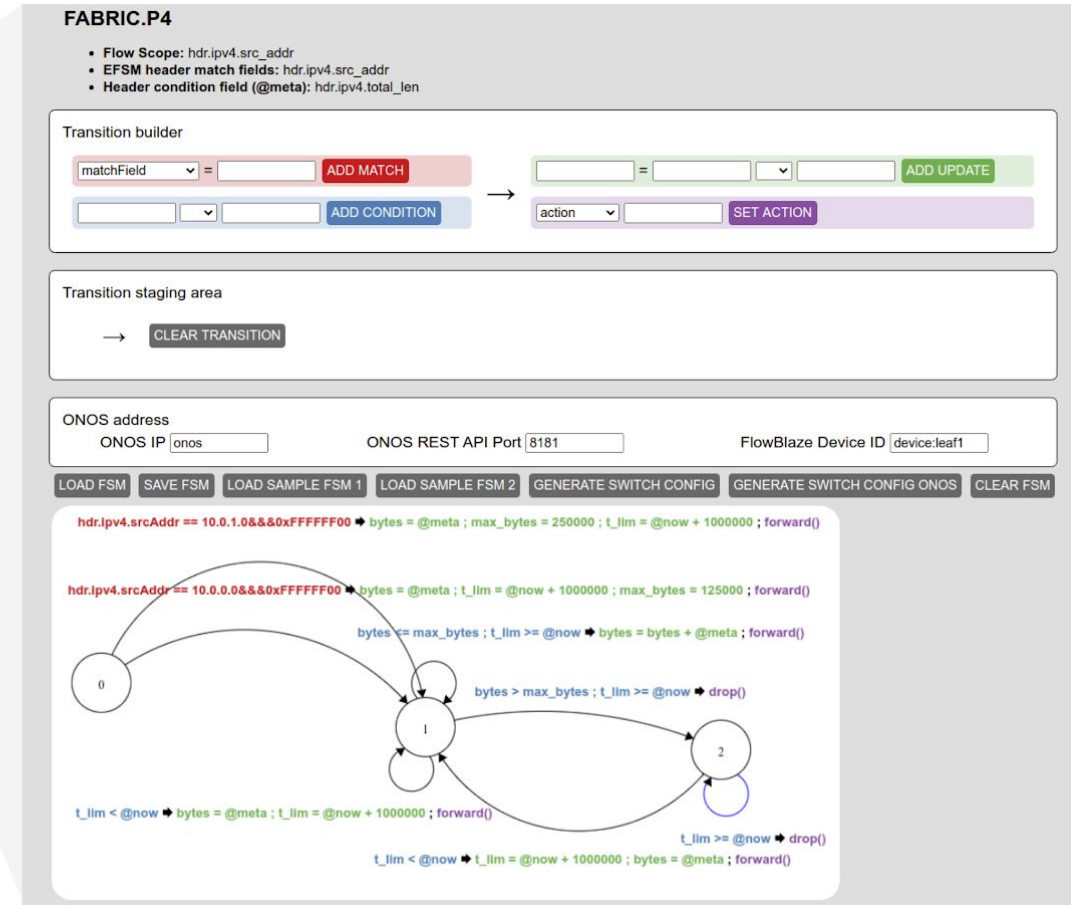 FABRIC.P4
• Flow Scope: hdr.ipv4.src_addr
• EFSM header match fields: hdr.ipv4.src_addr
• Header condition field (@meta): hdr.ipv4.total_len
Transition builder
matchField = ADD MATCH → = ADD UPDATE
ADD CONDITION action SET ACTION
Transition staging area
→ CLEAR TRANSITION
ONOS address
ONOS IP onos ONOS REST API Port 8181 FlowBlaze Device ID device:leaf1
LOAD FSM SAVE FSM LOAD SAMPLE FSM 1 LOAD SAMPLE FSM 2 GENERATE SWITCH CONFIG GENERATE SWITCH CONFIG ONOS CLEAR FSM
hdr.ipv4.srcAddr == 10.0.1.0&&&0xFFFFFF00 🡆 bytes = @meta ; max_bytes = 250000 ; t_lim = @now + 1000000 ; forward()
hdr.ipv4.srcAddr == 10.0.0.0&&&0xFFFFFF00 🡆 bytes = @meta ; t_lim = @now + 1000000 ; max_bytes = 125000 ; forward()
bytes <= max_bytes ; t_lim >= @now 🡆 bytes = bytes + @meta ; forward()
0
bytes > max_bytes ; t_lim >= @now 🡆 drop()
1
2
t_lim < @now 🡆 bytes = @meta ; t_lim = @now + 1000000 ; forward()
t_lim >= @now 🡆 drop()
t_lim < @now 🡆 t_lim = @now + 1000000 ; bytes = @meta ; forward()